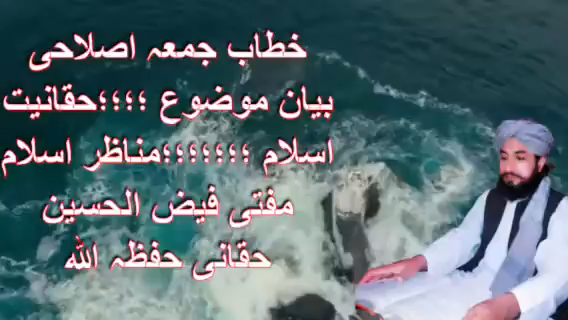 خطاب جمعہ اصلاحی
بیان موضوع ؛؛؛؛حقانیت
اسلام ؛؛؛؛؛؛؛مناظر اسلام
مفتی فیض الحسین
حقانی حفظہ اللہ